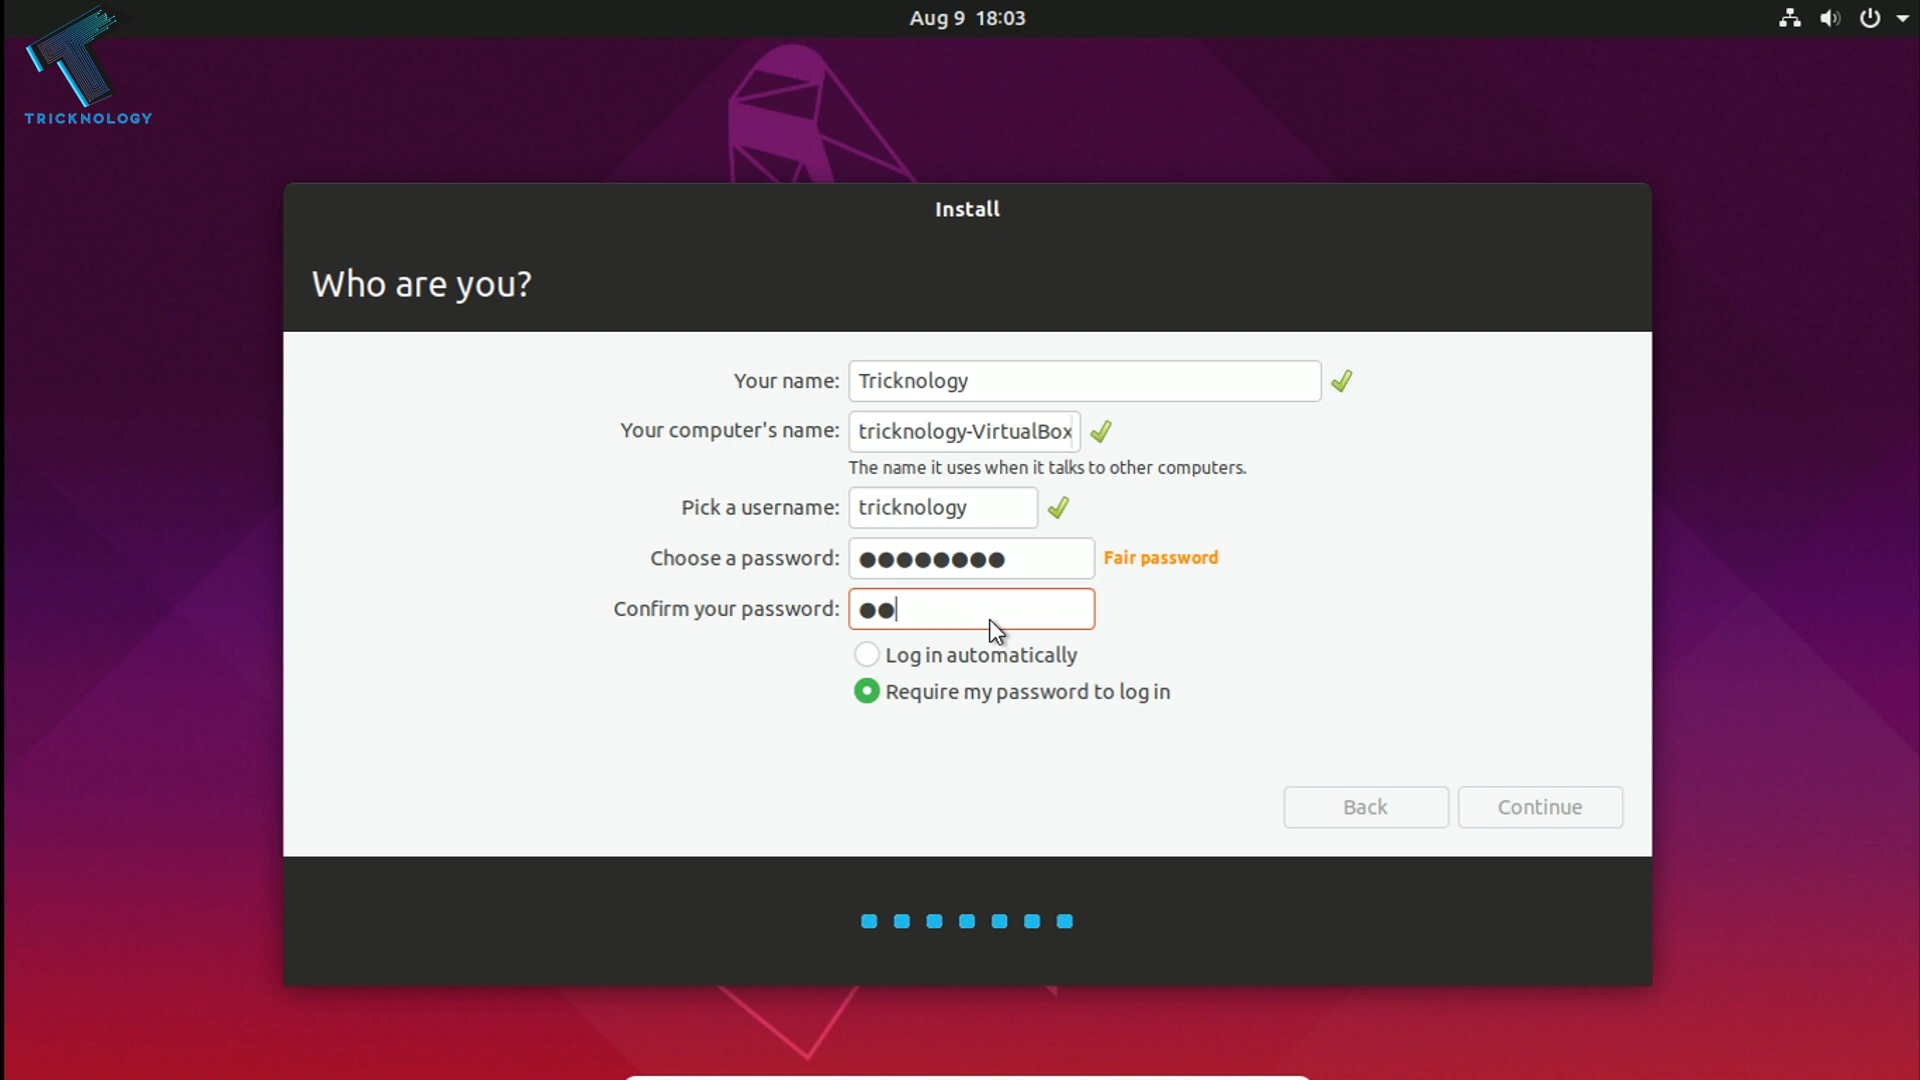 Aug 9 18:03
TRICKNOLOGY
Install
Who are you?
Your name: Tricknology
Your computer's name: tricknology-VirtualBox
The name it uses when it talks to other computers.
Pick a username: tricknology
Choose a password: ●●●●●●●● Fair password
Confirm your password: ●●
Log in automatically
Require my password to log in
Back Continue